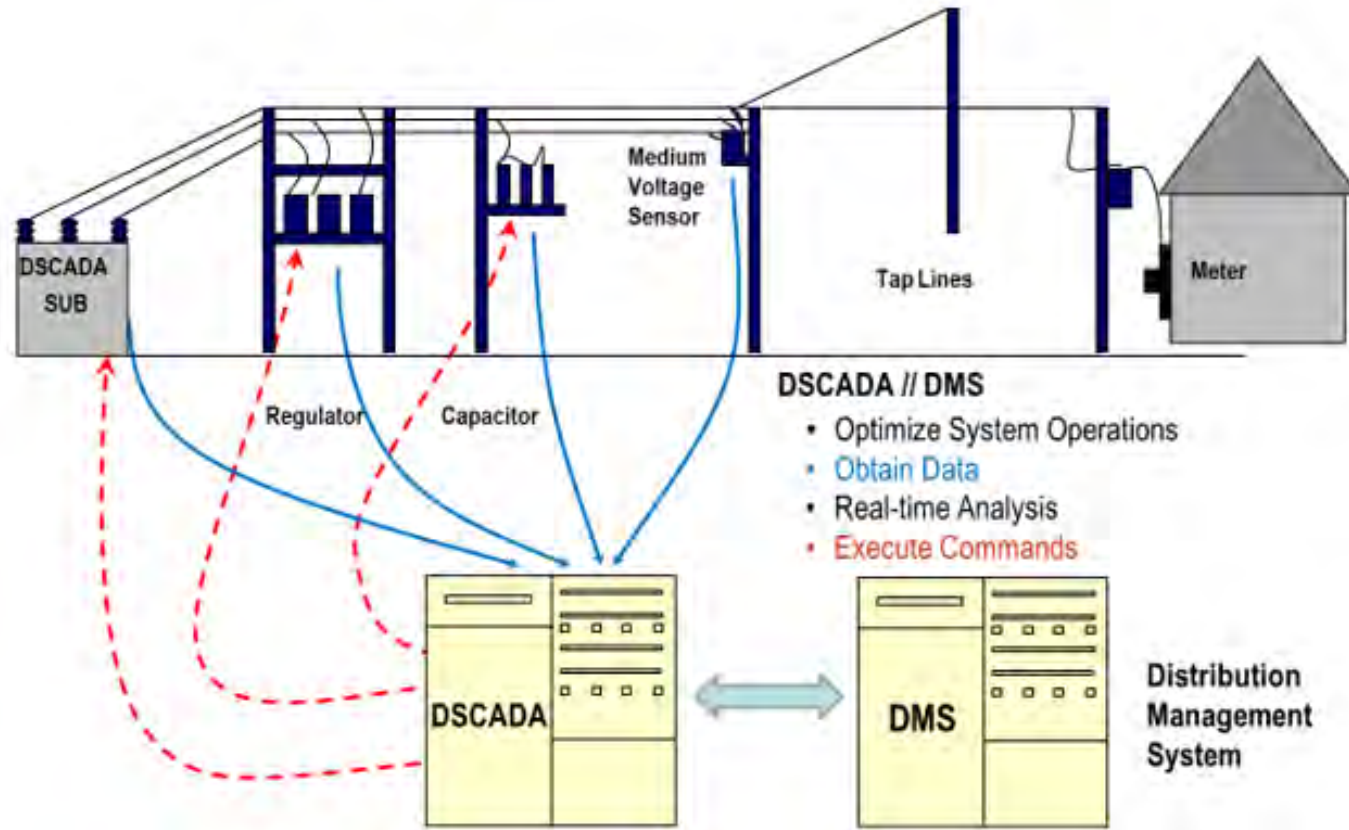 Medium
Voltage
Sensor
DSCADA
SUB
Tap Lines
Meter
Regulator
Capacitor
DSCADA // DMS
• Optimize System Operations
• Obtain Data
• Real-time Analysis
• Execute Commands
DSCADA
DMS
Distribution
Management
System